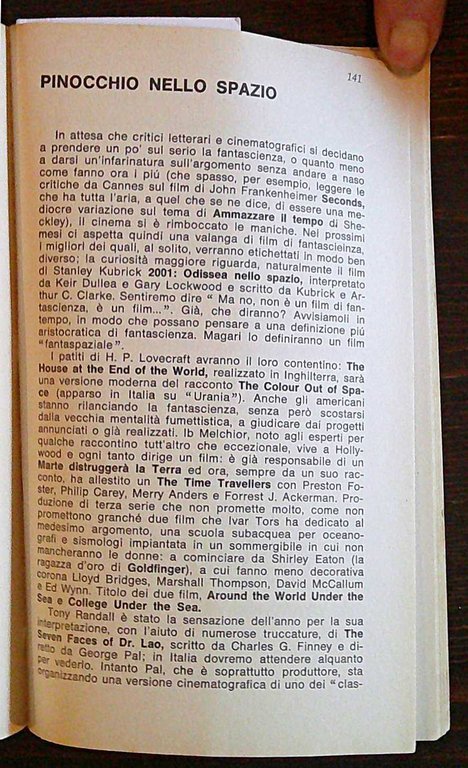 141
PINOCCHIO NELLO SPAZIO
In attesa che critici letterari e cinematografici si decidano
a prendere un po' sul serio la fantascienza, o quanto meno
a darsi un'infarinatura sull'argomento senza andare a naso
come fanno ora i piú (che spasso, per esempio, leggere le
critiche da Cannes sul film di John Frankenheimer Seconds,
che ha tutta l'aria, a quel che se ne dice, di essere una me-
diocre variazione sul tema di Ammazzare il tempo di She-
ckley), il cinema si è rimboccato le maniche. Nei prossimi
mesi ci aspetta quindi una valanga di film di fantascieinza,
i migliori dei quali, al solito, verranno etichettati in modo ben
diverso; la curiosità maggiore riguarda, naturalmente il film
di Stanley Kubrick 2001: Odissea nello spazio, interpretato
da Keir Dullea e Gary Lockwood e scritto da Kubrick e Ar-
thur C. Clarke. Sentiremo dire " Ma no, non è un film di fan-
tascienza, è un film...". Già, che diranno? Avvisiamoli in
tempo, in modo che possano pensare a una definizione piú
aristocratica di fantascienza. Magari lo definiranno un film
"fantaspaziale".
I patiti di H. P. Lovecraft avranno il loro contentino: The
House at the End of the World, realizzato in Inghilterra, sarà
una versione moderna del racconto The Colour Out of Spa-
ce (apparso in Italia su "Urania"). Anche gli americani
stanno rilanciando la fantascienza, senza però scostarsi
dalla vecchia mentalità fumettistica, a giudicare dai progetti
annunciati o già realizzati. Ib Melchior, noto agli esperti per
qualche raccontino tutt'altro che eccezionale, vive a Holly-
wood e ogni tanto dirige un film: è già responsabile di un
Marte distruggerà la Terra ed ora, sempre da un suo rac-
conto, ha allestito un The Time Travellers con Preston Fo-
ster, Philip Carey, Merry Anders e Forrest J. Ackerman. Pro-
duzione di terza serie che non promette molto, come non
promettono granché due film che Ivar Tors ha dedicato al
medesimo argomento, una scuola subacquea per oceano-
grafi e sismologi impiantata in un sommergibile in cui non
mancheranno le donne: a cominciare da Shirley Eaton (la
ragazza d'oro di Goldfinger), a cui fanno meno decorativa
corona Lloyd Bridges, Marshall Thompson, David McCallum
e Ed Wynn. Titolo dei due film, Around the World Under the
Sea e College Under the Sea.
Tony Randall è stato la sensazione dell'anno per la sua
interpretazione, con l'aiuto di numerose truccature, di The
Seven Faces of Dr. Lao, scritto da Charles G. Finney e di-
retto da George Pal; in Italia dovremo attendere alquanto
per vederlo. Intanto Pal, che è soprattutto produttore, sta
organizzando una versione cinematografica di uno dei "clas-